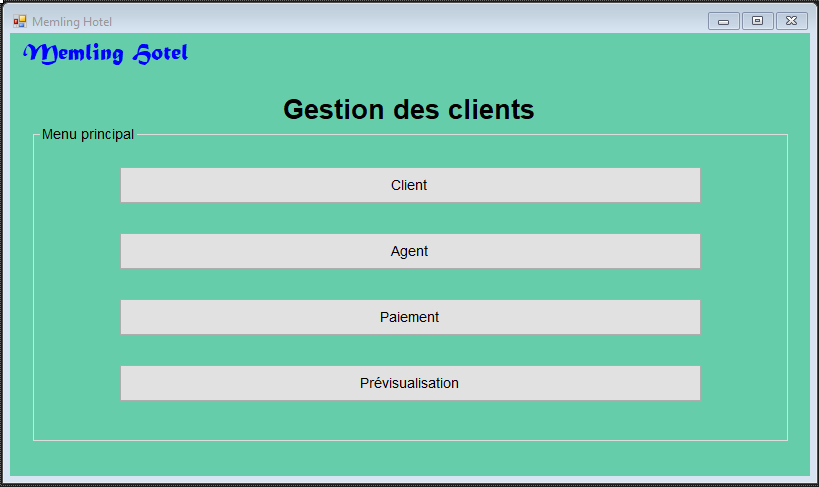 Memling Hotel
Memling Hotel
Gestion des clients
Menu principal
Client
Agent
Paiement
Prévisualisation